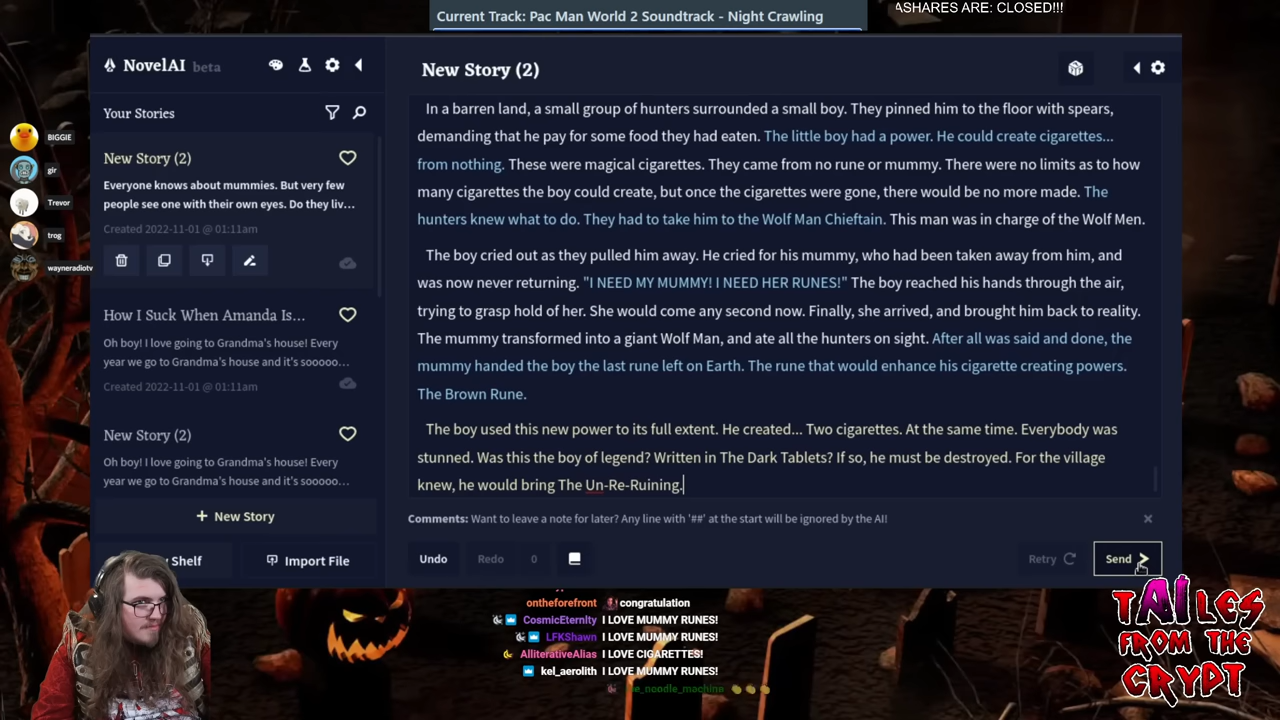 Current Track: Pac Man World 2 Soundtrack - Night Crawling
ASHARES ARE: CLOSED!!!
NovelAI beta
New Story (2)
Your Stories
BIGGIE
gir
Trevor
trog
wayneradiotv
New Story (2)
Everyone knows about mummies. But very few
people see one with their own eyes. Do they liv...
Created 2022-11-01 @ 01:11am
How I Suck When Amanda Is...
Oh boy! I love going to Grandma's house! Every
year we go to Grandma's house and it's sooooo...
Created 2022-11-01 @ 01:11am
New Story (2)
Oh boy! I love going to Grandma's house! Every
year we go to Grandma's house and it's sooooo...
+ New Story
Shelf
Import File
In a barren land, a small group of hunters surrounded a small boy. They pinned him to the floor with spears,
demanding that he pay for some food they had eaten. The little boy had a power. He could create cigarettes...
from nothing. These were magical cigarettes. They came from no rune or mummy. There were no limits as to how
many cigarettes the boy could create, but once the cigarettes were gone, there would be no more made. The
hunters knew what to do. They had to take him to the Wolf Man Chieftain. This man was in charge of the Wolf Men.
The boy cried out as they pulled him away. He cried for his mummy, who had been taken away from him, and
was now never returning. "I NEED MY MUMMY! I NEED HER RUNES!" The boy reached his hands through the air,
trying to grasp hold of her. She would come any second now. Finally, she arrived, and brought him back to reality.
The mummy transformed into a giant Wolf Man, and ate all the hunters on sight. After all was said and done, the
mummy handed the boy the last rune left on Earth. The rune that would enhance his cigarette creating powers.
The Brown Rune.
The boy used this new power to its full extent. He created... Two cigarettes. At the same time. Everybody was
stunned. Was this the boy of legend? Written in The Dark Tablets? If so, he must be destroyed. For the village
knew, he would bring The Un-Re-Ruining.
Comments: Want to leave a note for later? Any line with '##' at the start will be ignored by the AI!
Undo
Redo
0
Retry
Send
ontheforefront congratulation
CosmicEternity I LOVE MUMMY RUNES!
LFKShawn I LOVE MUMMY RUNES!
AlliterativeAlias I LOVE CIGARETTES!
kel_aerolith I LOVE MUMMY RUNES!
TAILES
FROM THE
CRYPT